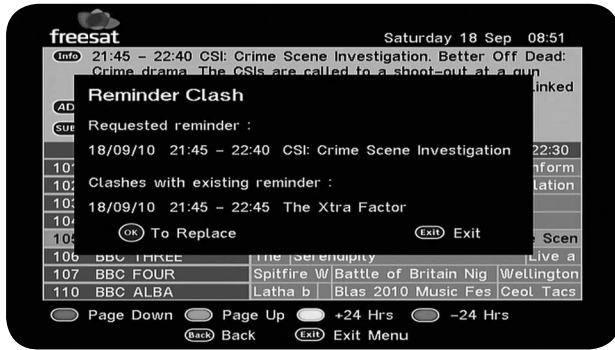 freesat
Saturday 18 Sep 08:51
Info 21:45 – 22:40 CSI: Crime Scene Investigation. Better Off Dead:
Crime drama. The CSIs are called to a shoot-out at a gun
inked
AD
SUB
Reminder Clash
Requested reminder :
18/09/10 21:45 – 22:40 CSI: Crime Scene Investigation
Clashes with existing reminder :
18/09/10 21:45 – 22:45 The Xtra Factor
OK To Replace Exit Exit
22:30
10 nform
102 lation
103
10
105 e Scen
106 BBC THREE The Serendipity Live a
107 BBC FOUR Spitfire W Battle of Britain Nig Wellington
110 BBC ALBA Latha b Blas 2010 Music Fes Ceol Tacs
Page Down Page Up +24 Hrs –24 Hrs
Back Back Exit Exit Menu